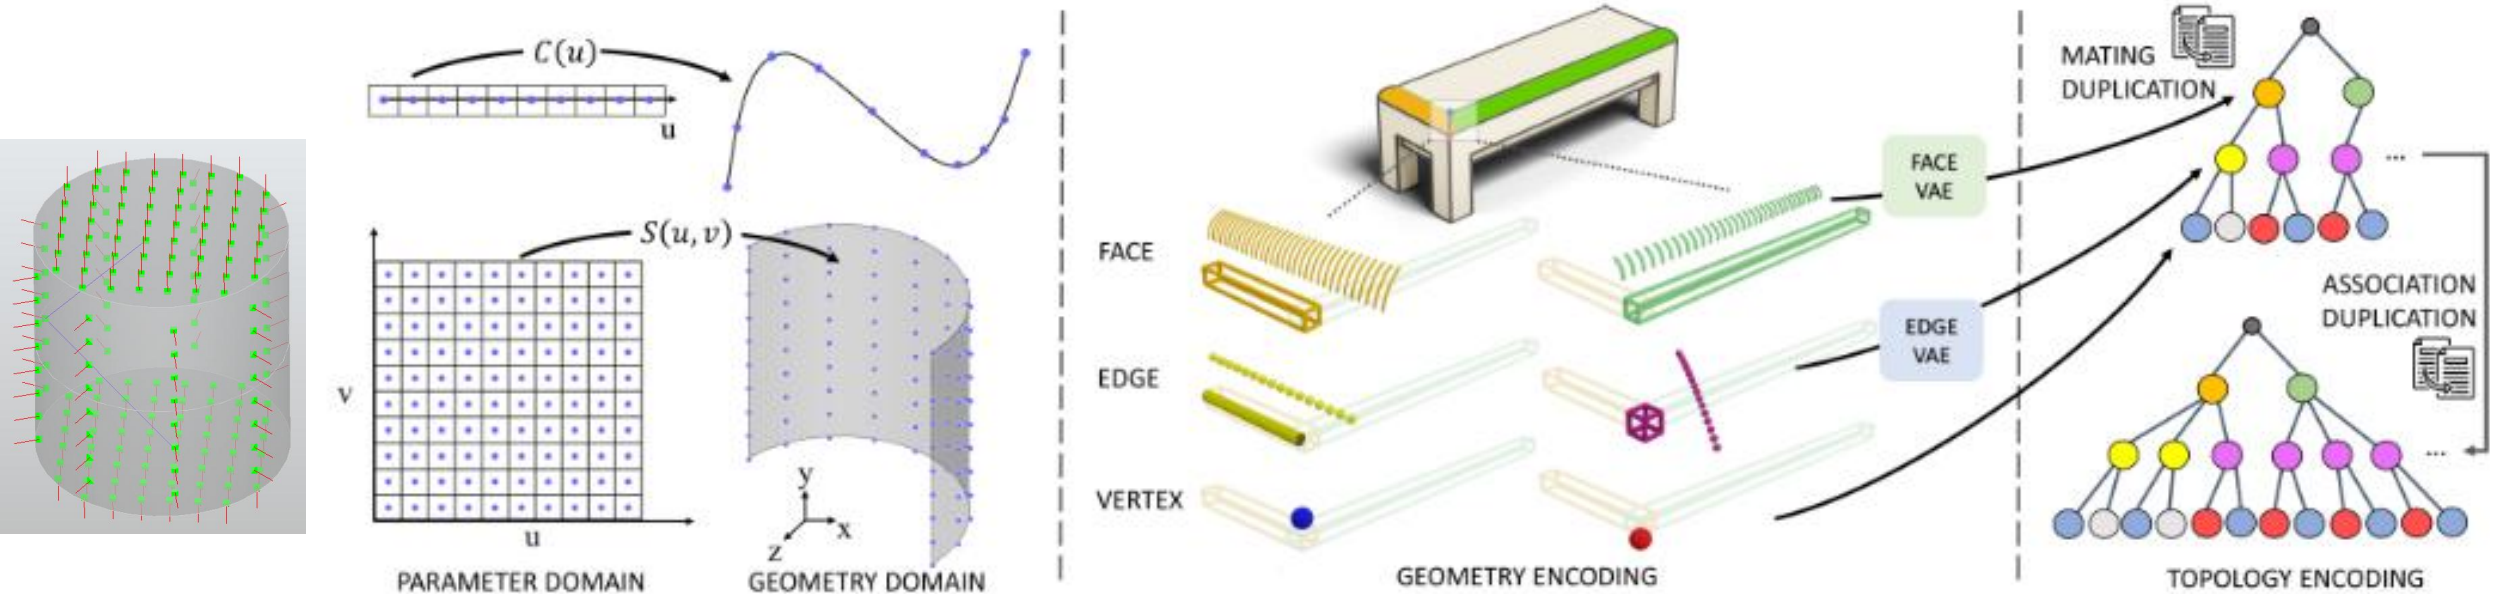 C(u)
u
S(u,v)
v
u
y
x
z
PARAMETER DOMAIN
GEOMETRY DOMAIN
FACE
EDGE
VERTEX
FACE
VAE
EDGE
VAE
GEOMETRY ENCODING
MATING
DUPLICATION
...
ASSOCIATION
DUPLICATION
...
TOPOLOGY ENCODING